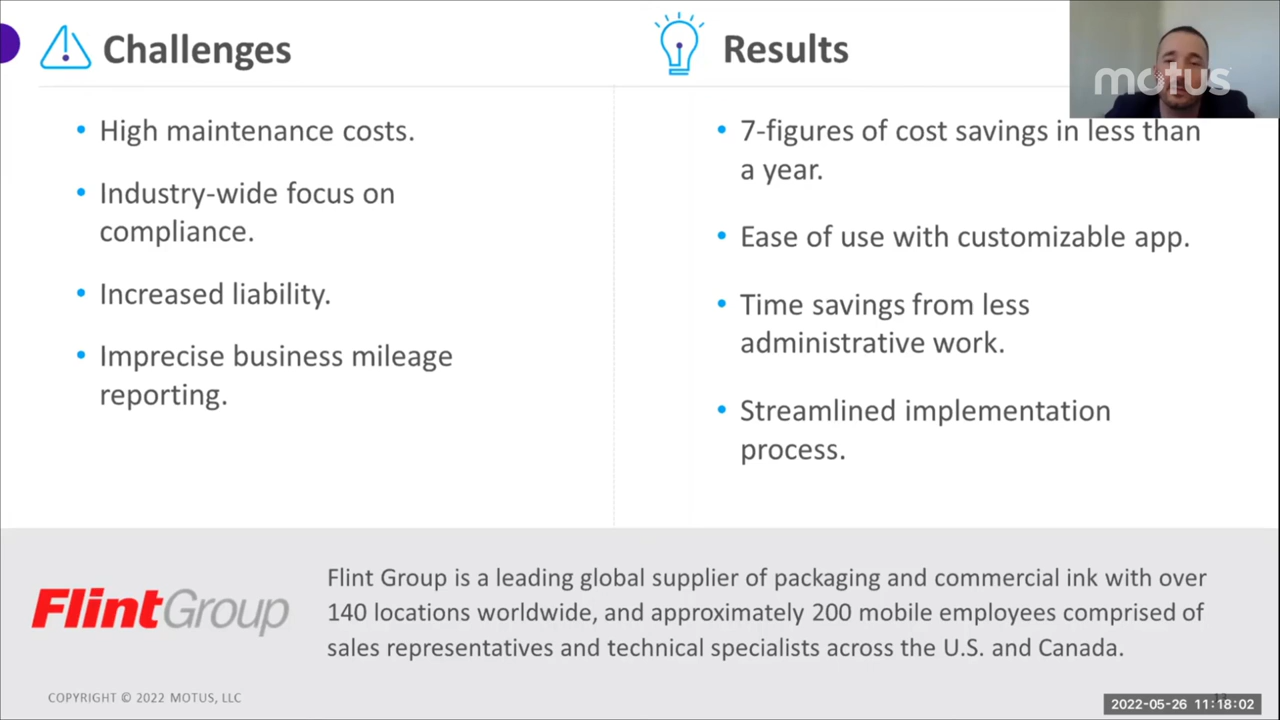 Challenges
High maintenance costs.
Industry-wide focus on
compliance.
Increased liability.
Imprecise business mileage
reporting.
Results
motus
• 7-figures of cost savings in less than
a year.
• Ease of use with customizable app.
• Time savings from less
administrative work.
• Streamlined implementation
process.
FlintGroup
Flint Group is a leading global supplier of packaging and commercial ink with over
140 locations worldwide, and approximately 200 mobile employees comprised of
sales representatives and technical specialists across the U.S. and Canada.
COPYRIGHT © 2022 MOTUS, LLC
2022-05-26 11:18:02